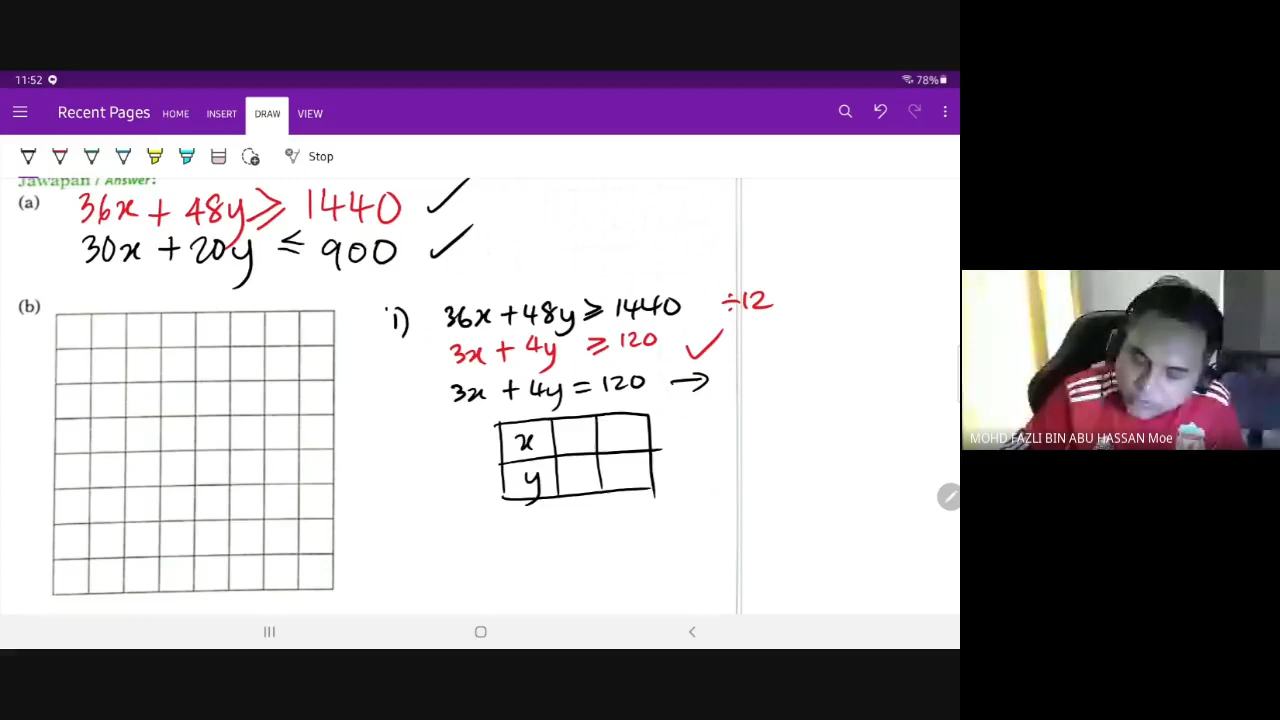 11:52
78%
Recent Pages HOME INSERT DRAW VIEW
Stop
Jawapan / Answer:
(a) 36x + 48y ≥ 1440 ✓
30x + 20y ≤ 900 ✓
(b)
i) 36x + 48y ≥ 1440 ÷12
3x + 4y ≥ 120 ✓
3x + 4y = 120 →
x
y
MOHD FAZLI BIN ABU HASSAN Moe